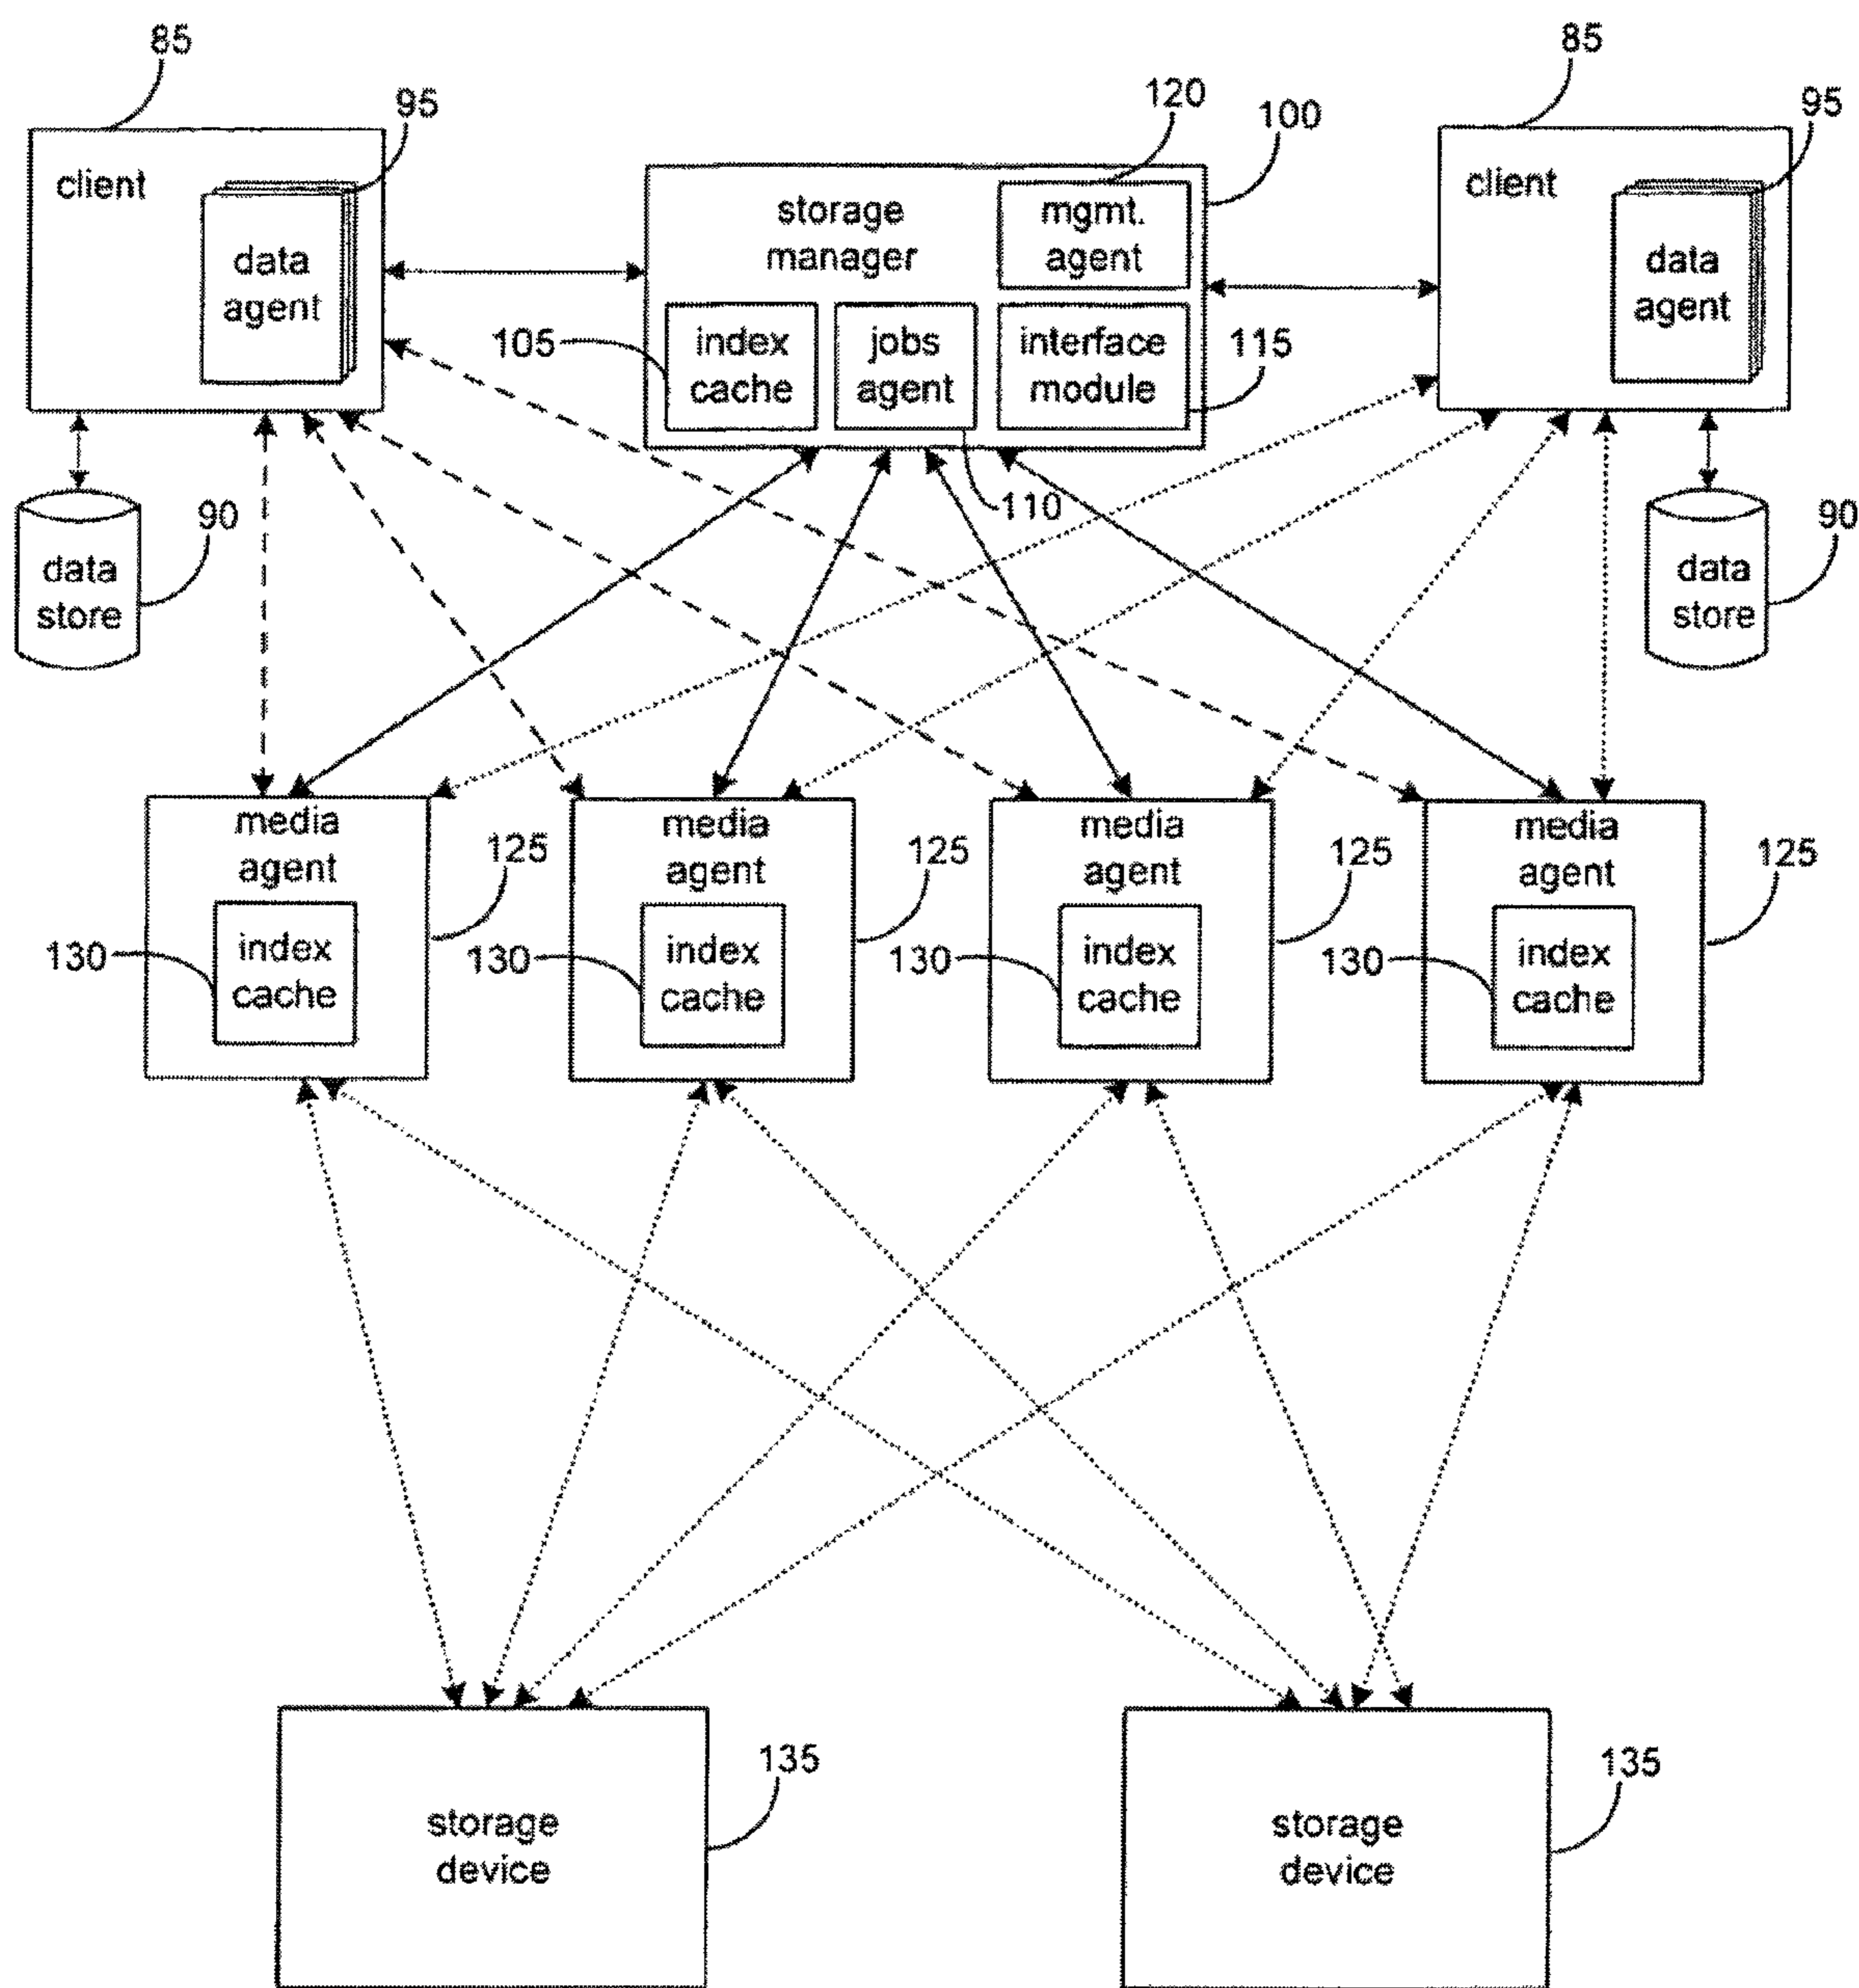 85
85
95
120
100
95
client
storage
manager
mgmt.
agent
client
data
agent
data
agent
105
index
cache
jobs
agent
interface
module
115
110
90
data
store
90
data
store
media
agent
125
media
agent
125
media
agent
125
media
agent
125
130
index
cache
130
index
cache
130
index
cache
130
index
cache
135
storage
device
135
storage
device